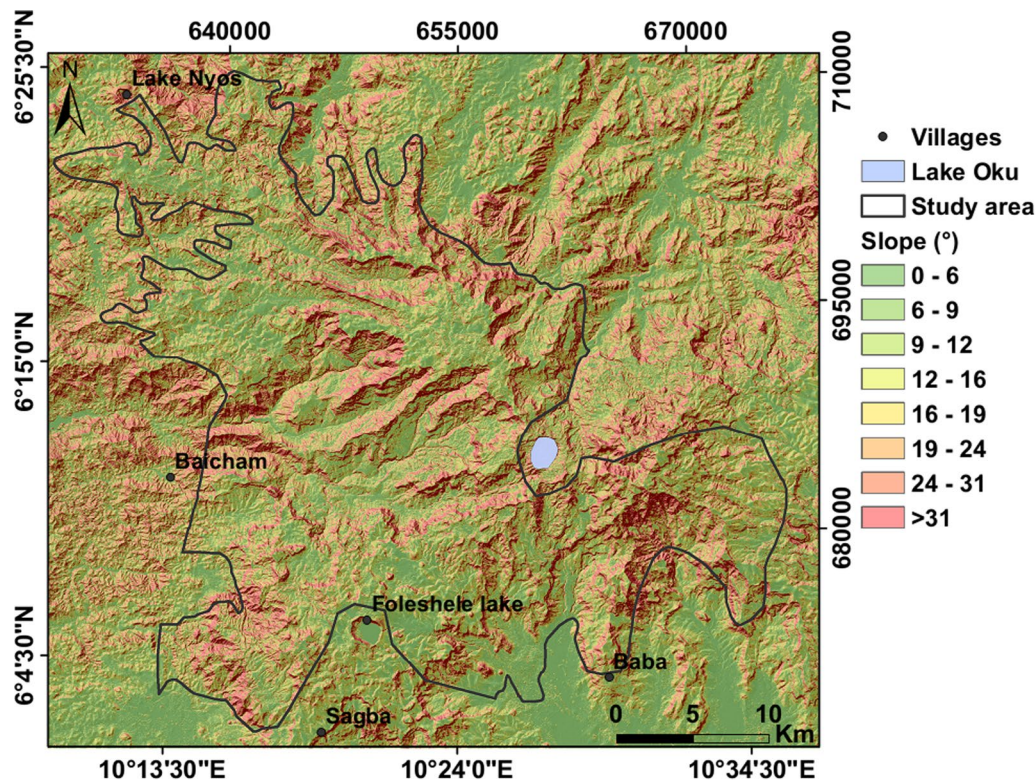 640000 655000 670000
6°25'30"N
710000
N
Lake Nyos
Villages
Lake Oku
Study area
Slope (°)
0 - 6
6 - 9
9 - 12
12 - 16
16 - 19
19 - 24
24 - 31
>31
695000
6°15'0"N
Baicham
680000
Foleshele lake
6°4'30"N
Baba
Sagba
0 5 10
Km
10°13'30"E 10°24'0"E 10°34'30"E